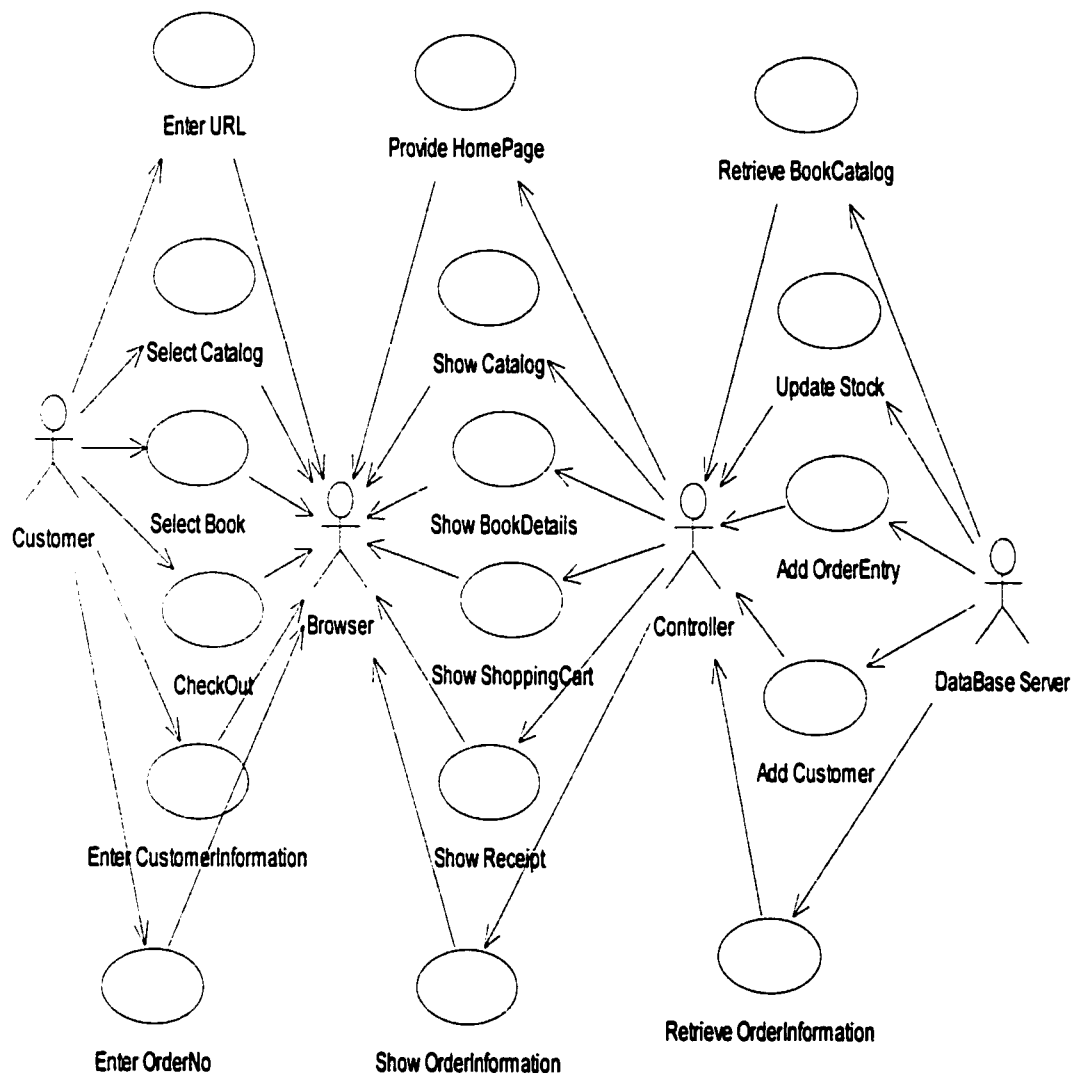 Enter URL
Provide HomePage
Retrieve BookCatalog
Select Catalog
Show Catalog
Update Stock
Customer
Select Book
Show BookDetails
Browser
Controller
Add OrderEntry
CheckOut
Show ShoppingCart
DataBase Server
Add Customer
Enter CustomerInformation
Show Receipt
Enter OrderNo
Show OrderInformation
Retrieve OrderInformation